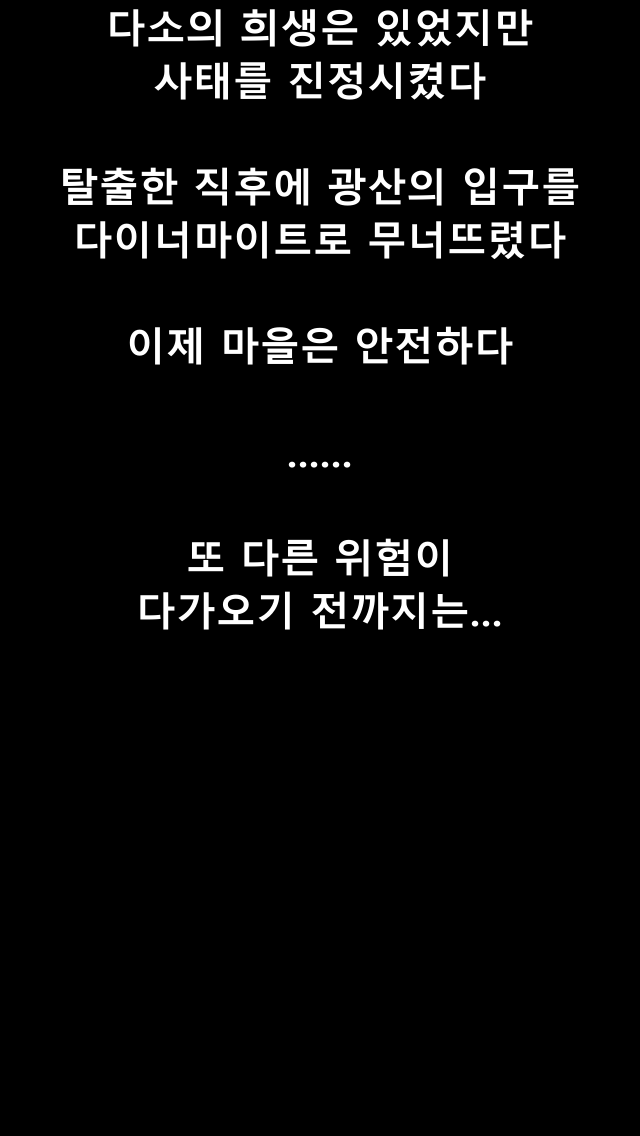 다소의 희생은 있었지만
사태를 진정시켰다
탈출한 직후에 광산의 입구를
다이너마이트로 무너뜨렸다
이제 마을은 안전하다
......
또 다른 위험이
다가오기 전까지는...